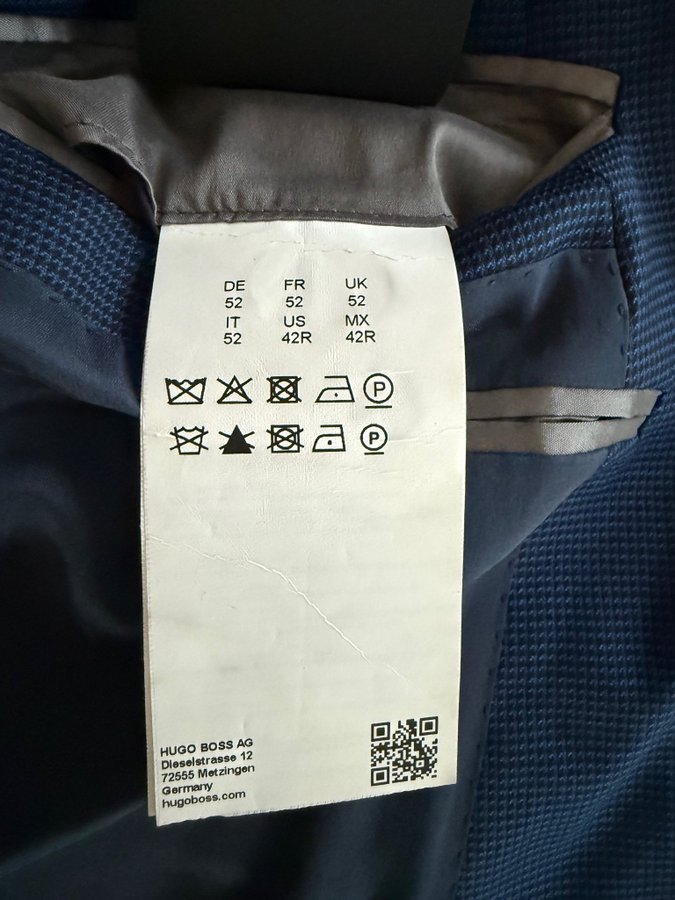 DE FR UK
52 52 52
IT US MX
52 42R 42R
P
P
HUGO BOSS AG
Dieselstrasse 12
72555 Metzingen
Germany
hugoboss.com